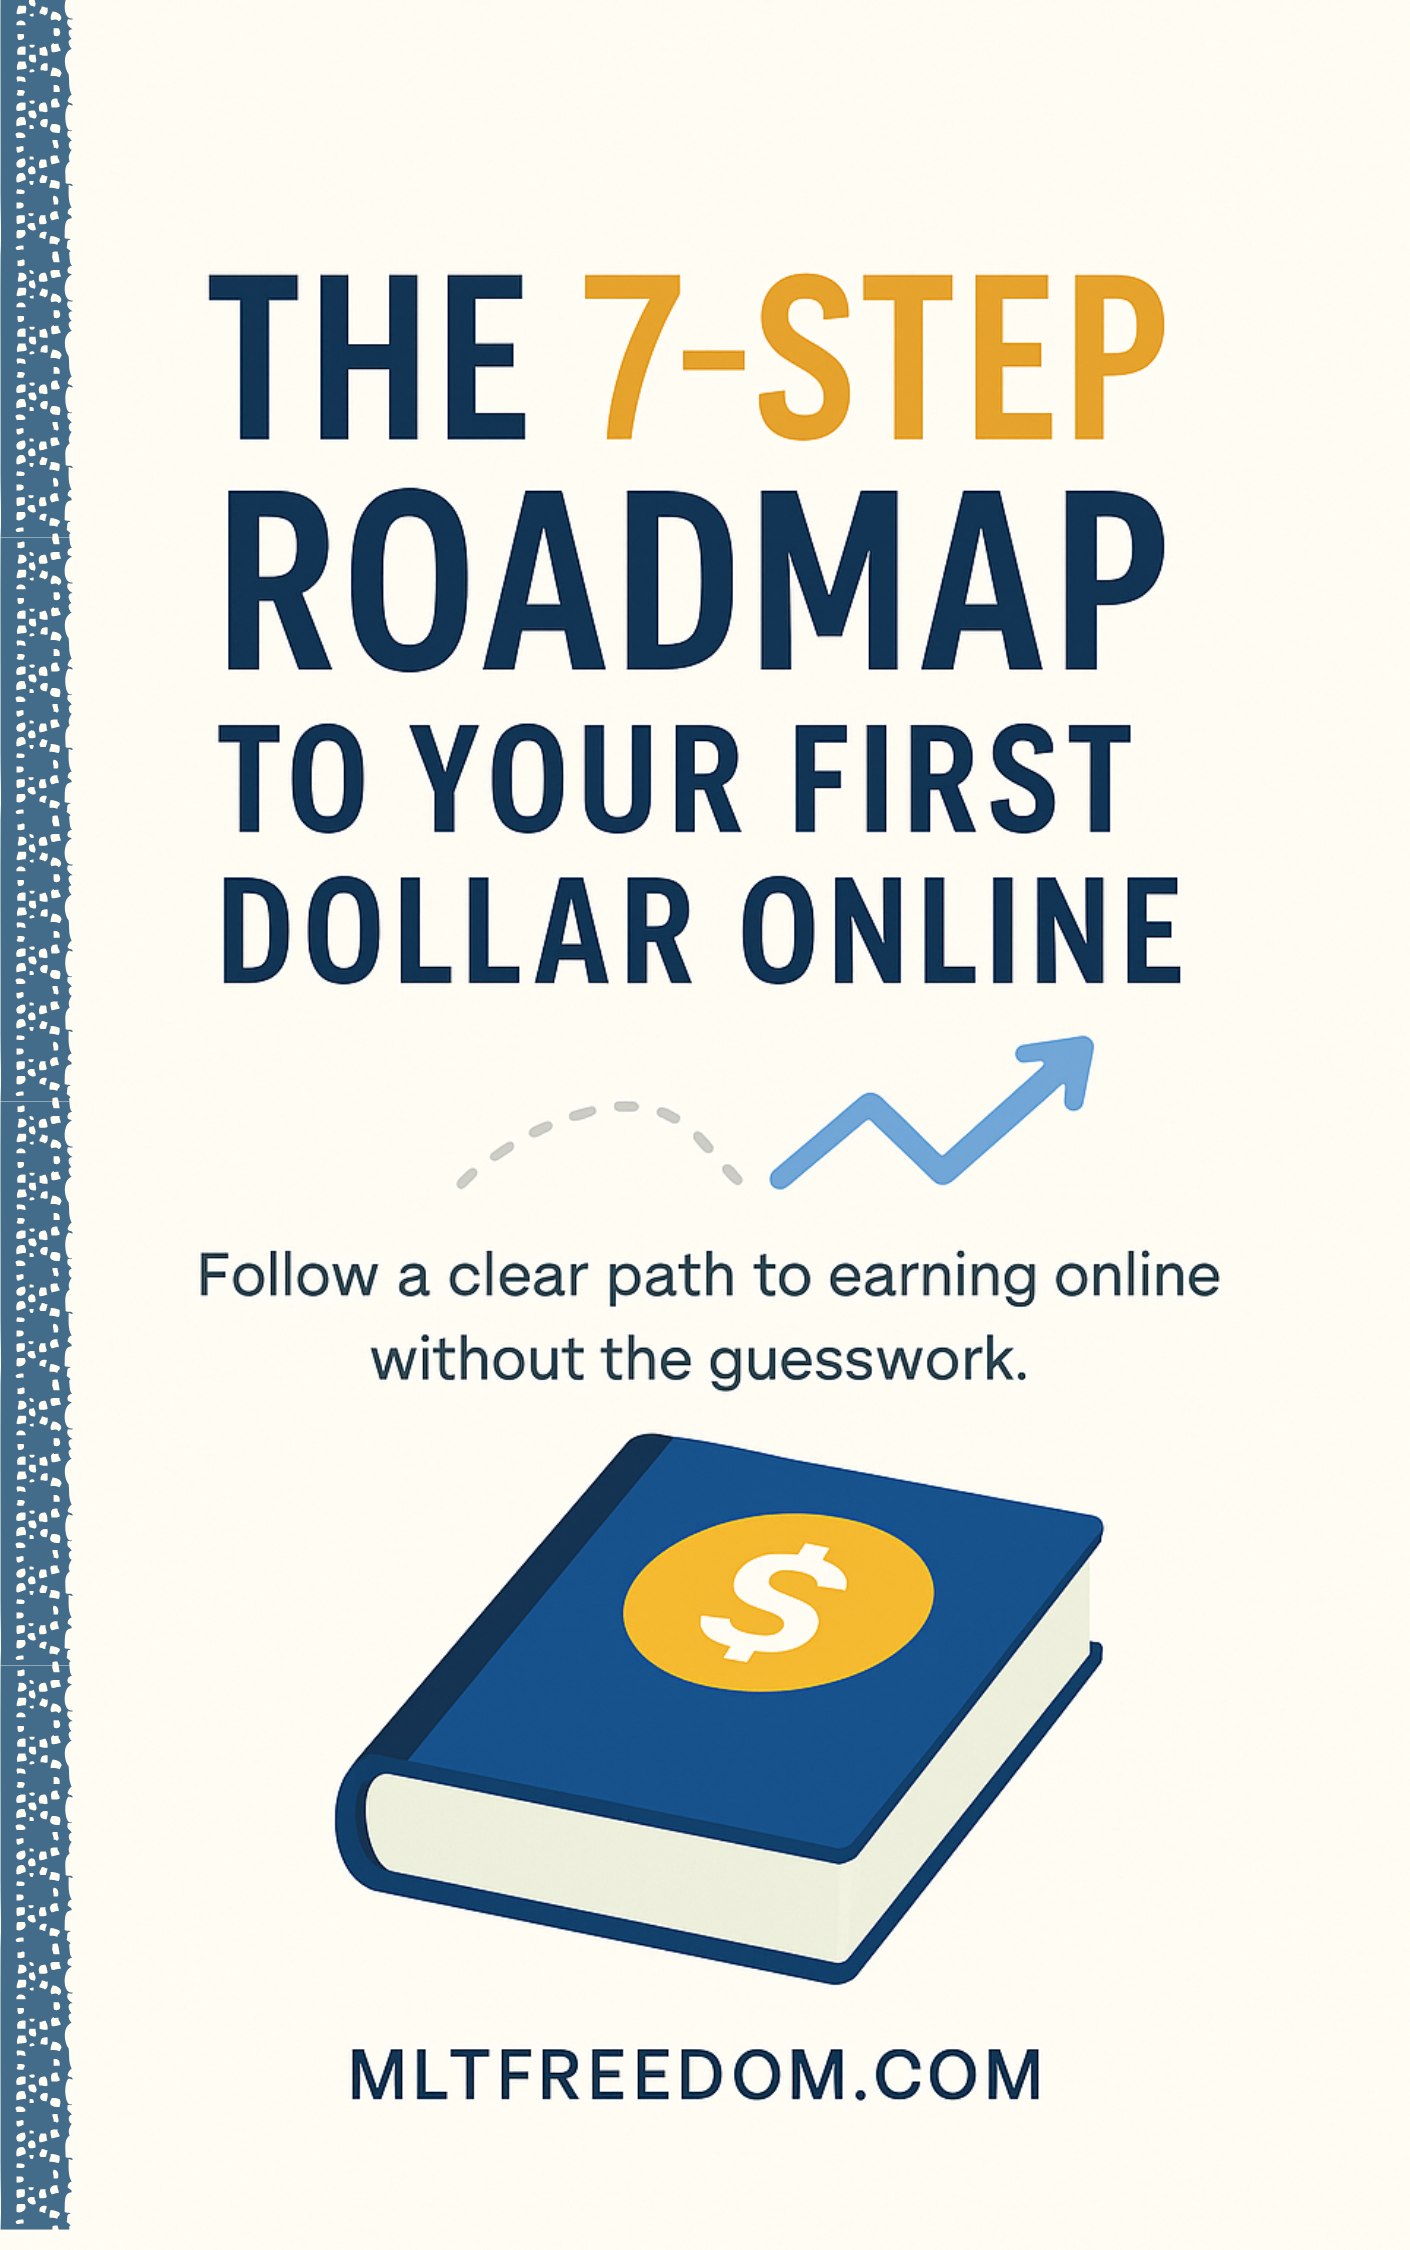 THE 7-STEP
ROADMAP
TO YOUR FIRST
DOLLAR ONLINE
Follow a clear path to earning online
without the guesswork.
$
MLTFREEDOM.COM